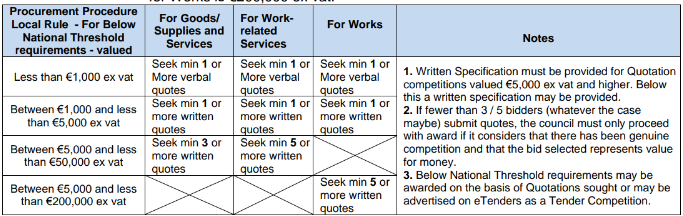 for Works is €200,000 ex vat.
Procurement Procedure
Local Rule - For Below
National Threshold
requirements - valued
For Goods/
Supplies and
Services
For Work-
related
Services
For Works
Notes
Less than €1,000 ex vat
Seek min 1 or
More verbal
quotes
Seek min 1 or
More verbal
quotes
Seek min 1 or
More verbal
quotes
Between €1,000 and less
than €5,000 ex vat
Seek min 1 or
more written
quotes
Seek min 1 or
more written
quotes
Seek min 1 or
more written
quotes
Between €5,000 and less
than €50,000 ex vat
Seek min 3 or
more written
quotes
Seek min 5 or
more written
quotes
Between €5,000 and less
than €200,000 ex vat
Seek min 5 or
more written
quotes
1. Written Specification must be provided for Quotation
competitions valued €5,000 ex vat and higher. Below
this a written specification may be provided.
2. If fewer than 3 / 5 bidders (whatever the case
maybe) submit quotes, the council must only proceed
with award if it considers that there has been genuine
competition and that the bid selected represents value
for money.
3. Below National Threshold requirements may be
awarded on the basis of Quotations sought or may be
advertised on eTenders as a Tender Competition.